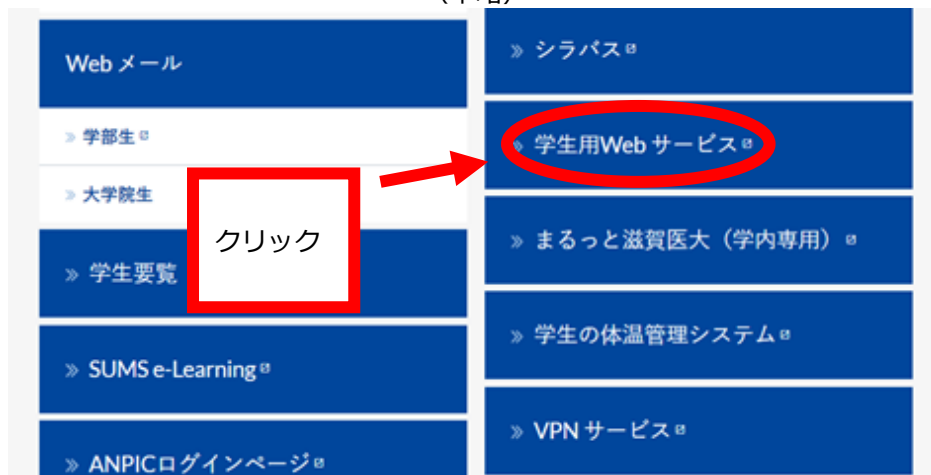 Webメール
» 学部生
» 大学院生
» 学生要覧
» SUMS e-Learning
» ANPICログインページ
クリック
» シラバス
» 学生用Webサービス
» まるっと滋賀医大（学内専用）
» 学生の体温管理システム
» VPNサービス